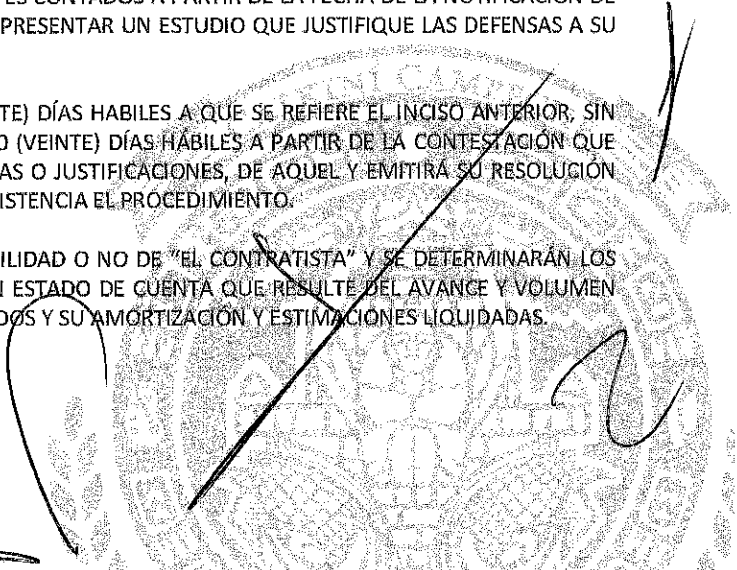 ES CONTADOS A PARTIR DE LA FECHA DE LA NOTIFICACIÓN DE
PRESENTAR UN ESTUDIO QUE JUSTIFIQUE LAS DEFENSAS A SU
TE) DÍAS HABILES A QUE SE REFIERE EL INCISO ANTERIOR, SIN
0 (VEINTE) DÍAS HÁBILES A PARTIR DE LA CONTESTACIÓN QUE
AS O JUSTIFICACIONES, DE AQUEL Y EMITIRÁ SU RESOLUCIÓN
ISTENCIA EL PROCEDIMIENTO.
ILIDAD O NO DE "EL CONTRATISTA" Y SE DETERMINARÁN LOS
ESTADO DE CUENTA QUE RESULTE DEL AVANCE Y VOLUMEN
DOS Y SU AMORTIZACIÓN Y ESTIMACIONES LIQUIDADAS.